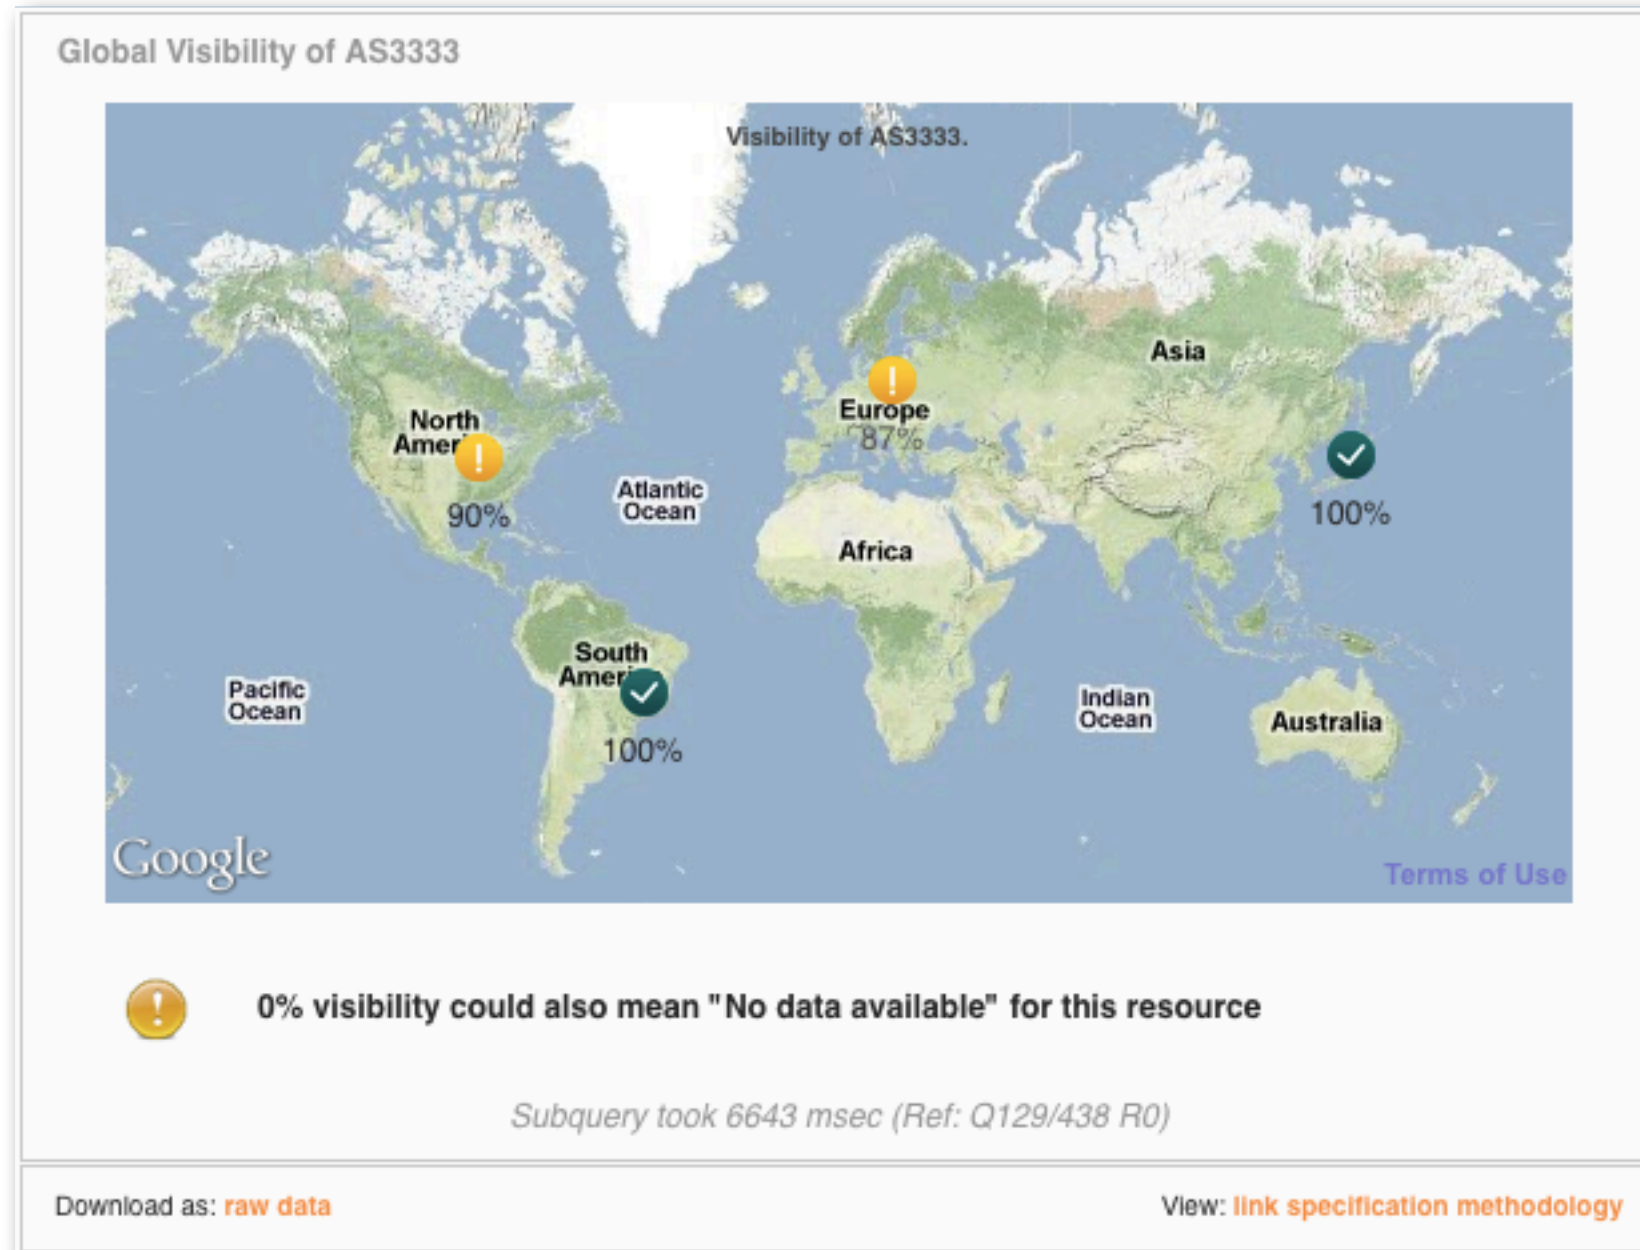 Global Visibility of AS3333
Visibility of AS3333.
Asia
North
Amer
90%
Europe
87%
100%
Atlantic
Ocean
Africa
South
Ameri
100%
Pacific
Ocean
Indian
Ocean
Australia
Google
Terms of Use
0% visibility could also mean "No data available" for this resource
Subquery took 6643 msec (Ref: Q129/438 R0)
Download as: raw data
View: link specification methodology